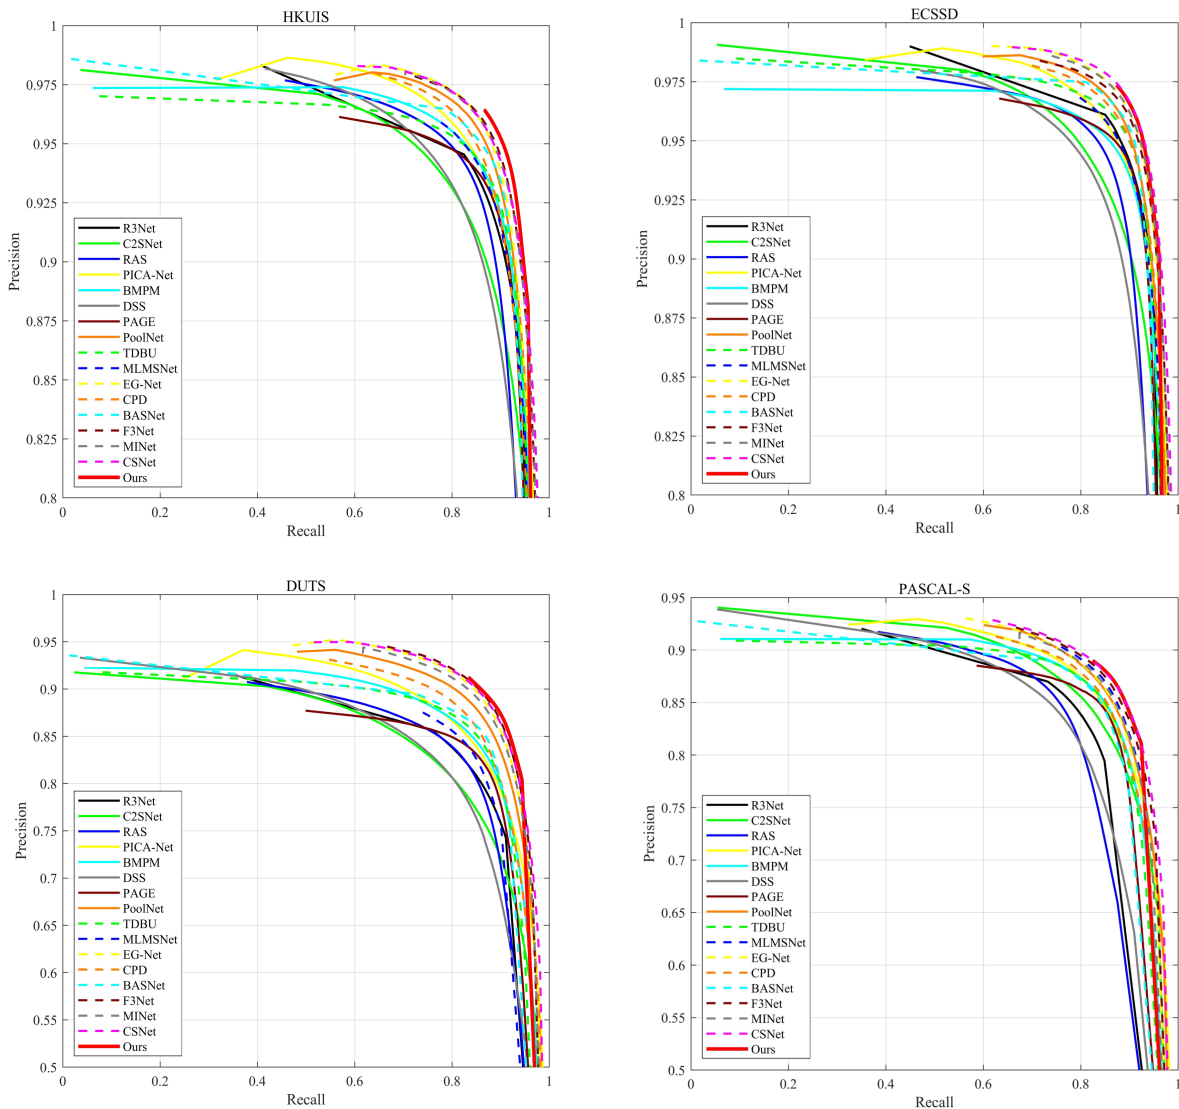 HKUIS
1
0.975
0.95
0.925
0.9
0.875
0.85
0.825
0.8
Precision
0 0.2 0.4 0.6 0.8 1
Recall
R3Net
C2SNet
RAS
PICA-Net
BMPM
DSS
PAGE
PoolNet
TDBU
MLMSNet
EG-Net
CPD
BASNet
F3Net
MINet
CSNet
Ours
ECSSD
1
0.975
0.95
0.925
0.9
0.875
0.85
0.825
0.8
Precision
0 0.2 0.4 0.6 0.8 1
Recall
R3Net
C2SNet
RAS
PICA-Net
BMPM
DSS
PAGE
PoolNet
TDBU
MLMSNet
EG-Net
CPD
BASNet
F3Net
MINet
CSNet
Ours
DUTS
1
0.95
0.9
0.85
0.8
0.75
0.7
0.65
0.6
0.55
0.5
Precision
0 0.2 0.4 0.6 0.8 1
Recall
R3Net
C2SNet
RAS
PICA-Net
BMPM
DSS
PAGE
PoolNet
TDBU
MLMSNet
EG-Net
CPD
BASNet
F3Net
MINet
CSNet
Ours
PASCAL-S
0.95
0.9
0.85
0.8
0.75
0.7
0.65
0.6
0.55
0.5
Precision
0 0.2 0.4 0.6 0.8 1
Recall
R3Net
C2SNet
RAS
PICA-Net
BMPM
DSS
PAGE
PoolNet
TDBU
MLMSNet
EG-Net
CPD
BASNet
F3Net
MINet
CSNet
Ours